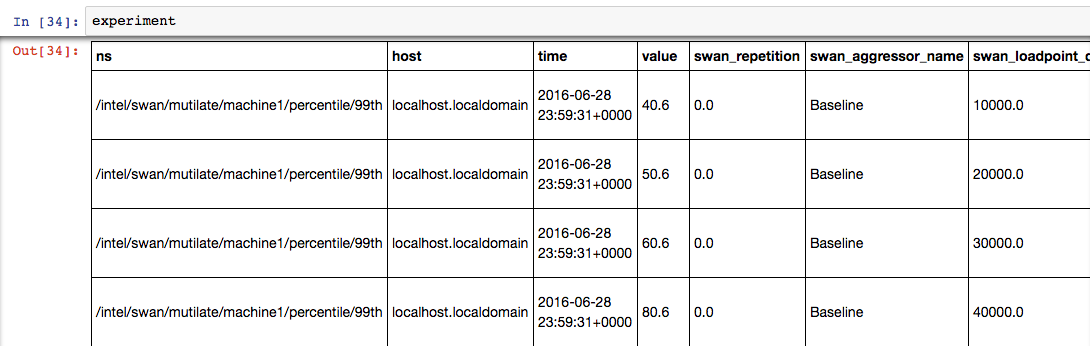 In [34]: experiment
Out[34]:
ns host time value swan_repetition swan_aggressor_name
/intel/swan/mutilate/machine1/percentile/99th localhost.localdomain 2016-06-28 23:59:31+0000 40.6 0.0 Baseline 10000.0
/intel/swan/mutilate/machine1/percentile/99th localhost.localdomain 2016-06-28 23:59:31+0000 50.6 0.0 Baseline 20000.0
/intel/swan/mutilate/machine1/percentile/99th localhost.localdomain 2016-06-28 23:59:31+0000 60.6 0.0 Baseline 30000.0
/intel/swan/mutilate/machine1/percentile/99th localhost.localdomain 2016-06-28 23:59:31+0000 80.6 0.0 Baseline 40000.0